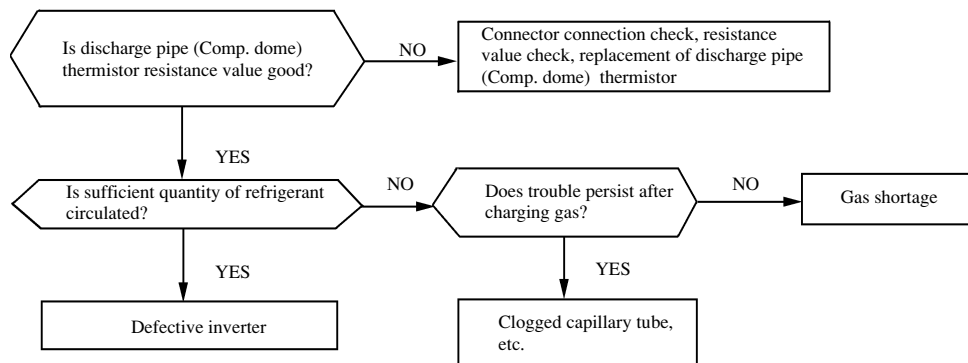 Is discharge pipe (Comp. dome)
thermistor resistance value good?
NO
Connector connection check, resistance
value check, replacement of discharge pipe
(Comp. dome) thermistor
YES
Is sufficient quantity of refrigerant
circulated?
NO
Does trouble persist after
charging gas?
NO
Gas shortage
YES
Defective inverter
YES
Clogged capillary tube,
etc.